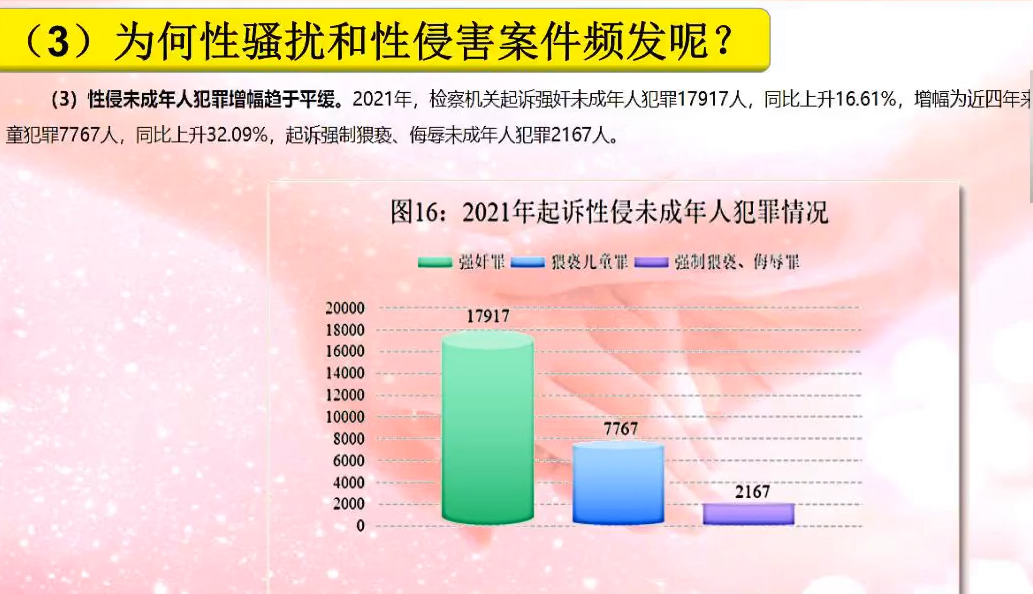 （3）为何性骚扰和性侵害案件频发呢？
（3）性侵未成年人犯罪增幅趋于平缓。2021年，检察机关起诉强奸未成年人犯罪17917人，同比上升16.61%，增幅为近四年来
童犯罪7767人，同比上升32.09%，起诉强制猥亵、侮辱未成年人犯罪2167人。
图16：2021年起诉性侵未成年人犯罪情况
强奸罪 猥亵儿童罪 强制猥亵、侮辱罪
20000
17917
18000
16000
14000
12000
10000
7767
8000
6000
4000
2167
2000
0